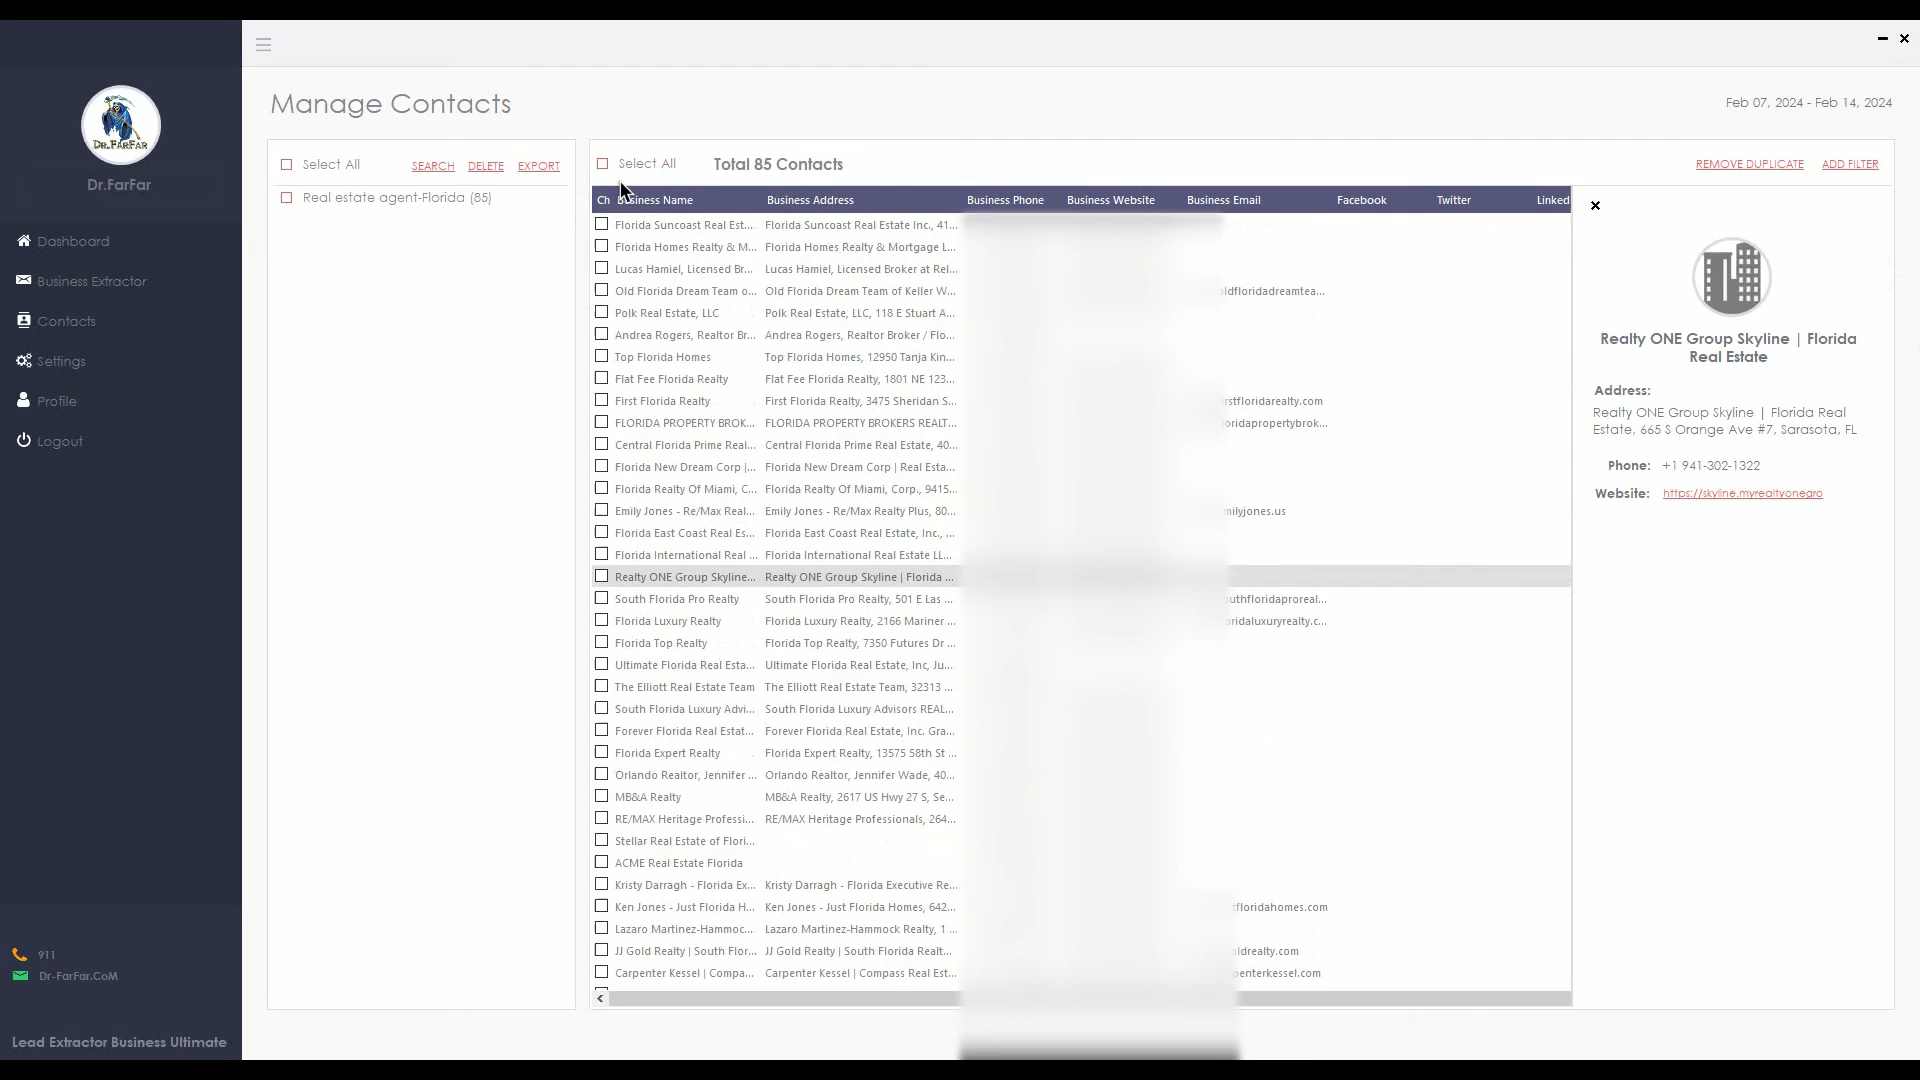 Manage Contacts
Feb 07, 2024 - Feb 14, 2024
Dr.FarFar
Dr.FarFar
Dashboard
Business Extractor
Contacts
Settings
Profile
Logout
911
Dr-FarFar.CoM
Lead Extractor Business Ultimate
Select All SEARCH DELETE EXPORT
Real estate agent-Florida (85)
Select All Total 85 Contacts REMOVE DUPLICATE ADD FILTER
Ch Business Name Business Address Business Phone Business Website Business Email Facebook Twitter Linked
Florida Suncoast Real Est... Florida Suncoast Real Estate Inc., 41...
Florida Homes Realty & M... Florida Homes Realty & Mortgage L...
Lucas Hamiel, Licensed Br... Lucas Hamiel, Licensed Broker at Rel...
Old Florida Dream Team o... Old Florida Dream Team of Keller W... oldfloridadreamtea...
Polk Real Estate, LLC Polk Real Estate, LLC, 118 E Stuart A...
Andrea Rogers, Realtor Br... Andrea Rogers, Realtor Broker / Flo...
Top Florida Homes Top Florida Homes, 12950 Tanja Kin...
Flat Fee Florida Realty Flat Fee Florida Realty, 1801 NE 123...
First Florida Realty First Florida Realty, 3475 Sheridan S... rstfloridarealty.com
FLORIDA PROPERTY BROK... FLORIDA PROPERTY BROKERS REALT... oridapropertybrok...
Central Florida Prime Real... Central Florida Prime Real Estate, 40...
Florida New Dream Corp |... Florida New Dream Corp | Real Esta...
Florida Realty Of Miami, C... Florida Realty Of Miami, Corp., 9415...
Emily Jones - Re/Max Real... Emily Jones - Re/Max Realty Plus, 80... milyjones.us
Florida East Coast Real Es... Florida East Coast Real Estate, Inc., ...
Florida International Real ... Florida International Real Estate LL...
Realty ONE Group Skyline... Realty ONE Group Skyline | Florida ...
South Florida Pro Realty South Florida Pro Realty, 501 E Las ... uthfloridaproreal...
Florida Luxury Realty Florida Luxury Realty, 2166 Mariner ... ridaluxuryrealty.c...
Florida Top Realty Florida Top Realty, 7350 Futures Dr ...
Ultimate Florida Real Esta... Ultimate Florida Real Estate, Inc, Ju...
The Elliott Real Estate Team The Elliott Real Estate Team, 32313 ...
South Florida Luxury Advi... South Florida Luxury Advisors REAL...
Forever Florida Real Estat... Forever Florida Real Estate, Inc. Gra...
Florida Expert Realty Florida Expert Realty, 13575 58th St ...
Orlando Realtor, Jennifer ... Orlando Realtor, Jennifer Wade, 40...
MB&A Realty MB&A Realty, 2617 US Hwy 27 S, Se...
RE/MAX Heritage Professi... RE/MAX Heritage Professionals, 264...
Stellar Real Estate of Flori...
ACME Real Estate Florida
Kristy Darragh - Florida Ex... Kristy Darragh - Florida Executive Re...
Ken Jones - Just Florida H... Ken Jones - Just Florida Homes, 642... tfloridahomes.com
Lazaro Martinez-Hammoc... Lazaro Martinez-Hammock Realty, 1 ...
JJ Gold Realty | South Flor... JJ Gold Realty | South Florida Realt... oldrealty.com
Carpenter Kessel | Compa... Carpenter Kessel | Compass Real Est... penterkessel.com
Realty ONE Group Skyline | Florida
Real Estate
Address:
Realty ONE Group Skyline | Florida Real
Estate, 665 S Orange Ave #7, Sarasota, FL
Phone: +1 941-302-1322
Website: https://skyline.myrealtyonegro